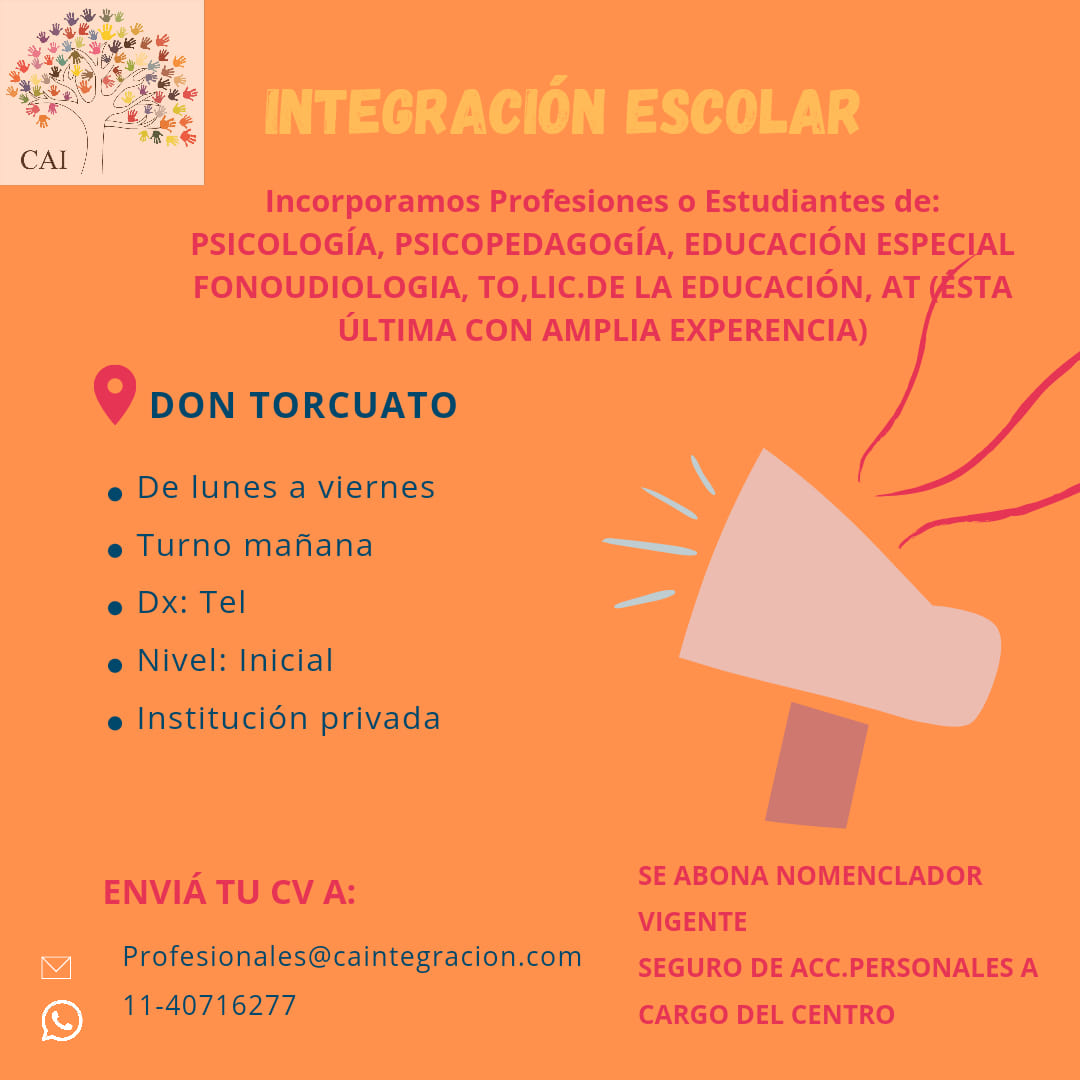 CAI
INTEGRACIÓN ESCOLAR
Incorporamos Profesiones o Estudiantes de:
PSICOLOGÍA, PSICOPEDAGOGÍA, EDUCACIÓN ESPECIAL
FONOUDIOLOGIA, TO,LIC.DE LA EDUCACIÓN, AT (ÉSTA
ÚLTIMA CON AMPLIA EXPERENCIA)
DON TORCUATO
De lunes a viernes
Turno mañana
Dx: Tel
Nivel: Inicial
Institución privada
ENVIÁ TU CV A:
Profesionales@caintegracion.com
11-40716277
SE ABONA NOMENCLADOR
VIGENTE
SEGURO DE ACC.PERSONALES A
CARGO DEL CENTRO